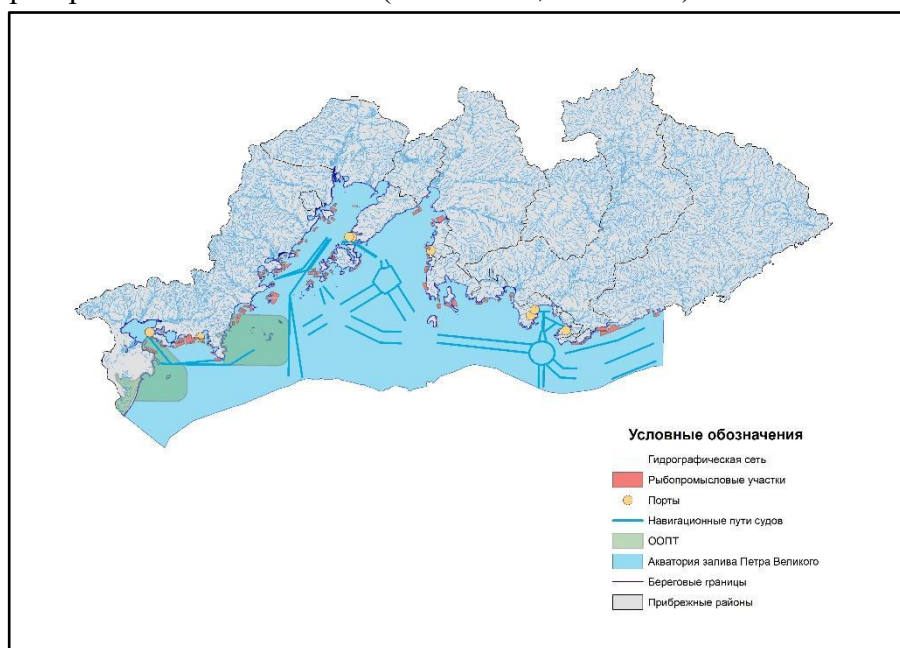 Условные обозначения
Гидрографическая сеть
Рыбопромысловые участки
Порты
Навигационные пути судов
ООПТ
Акватория залива Петра Великого
Береговые границы
Прибрежные районы